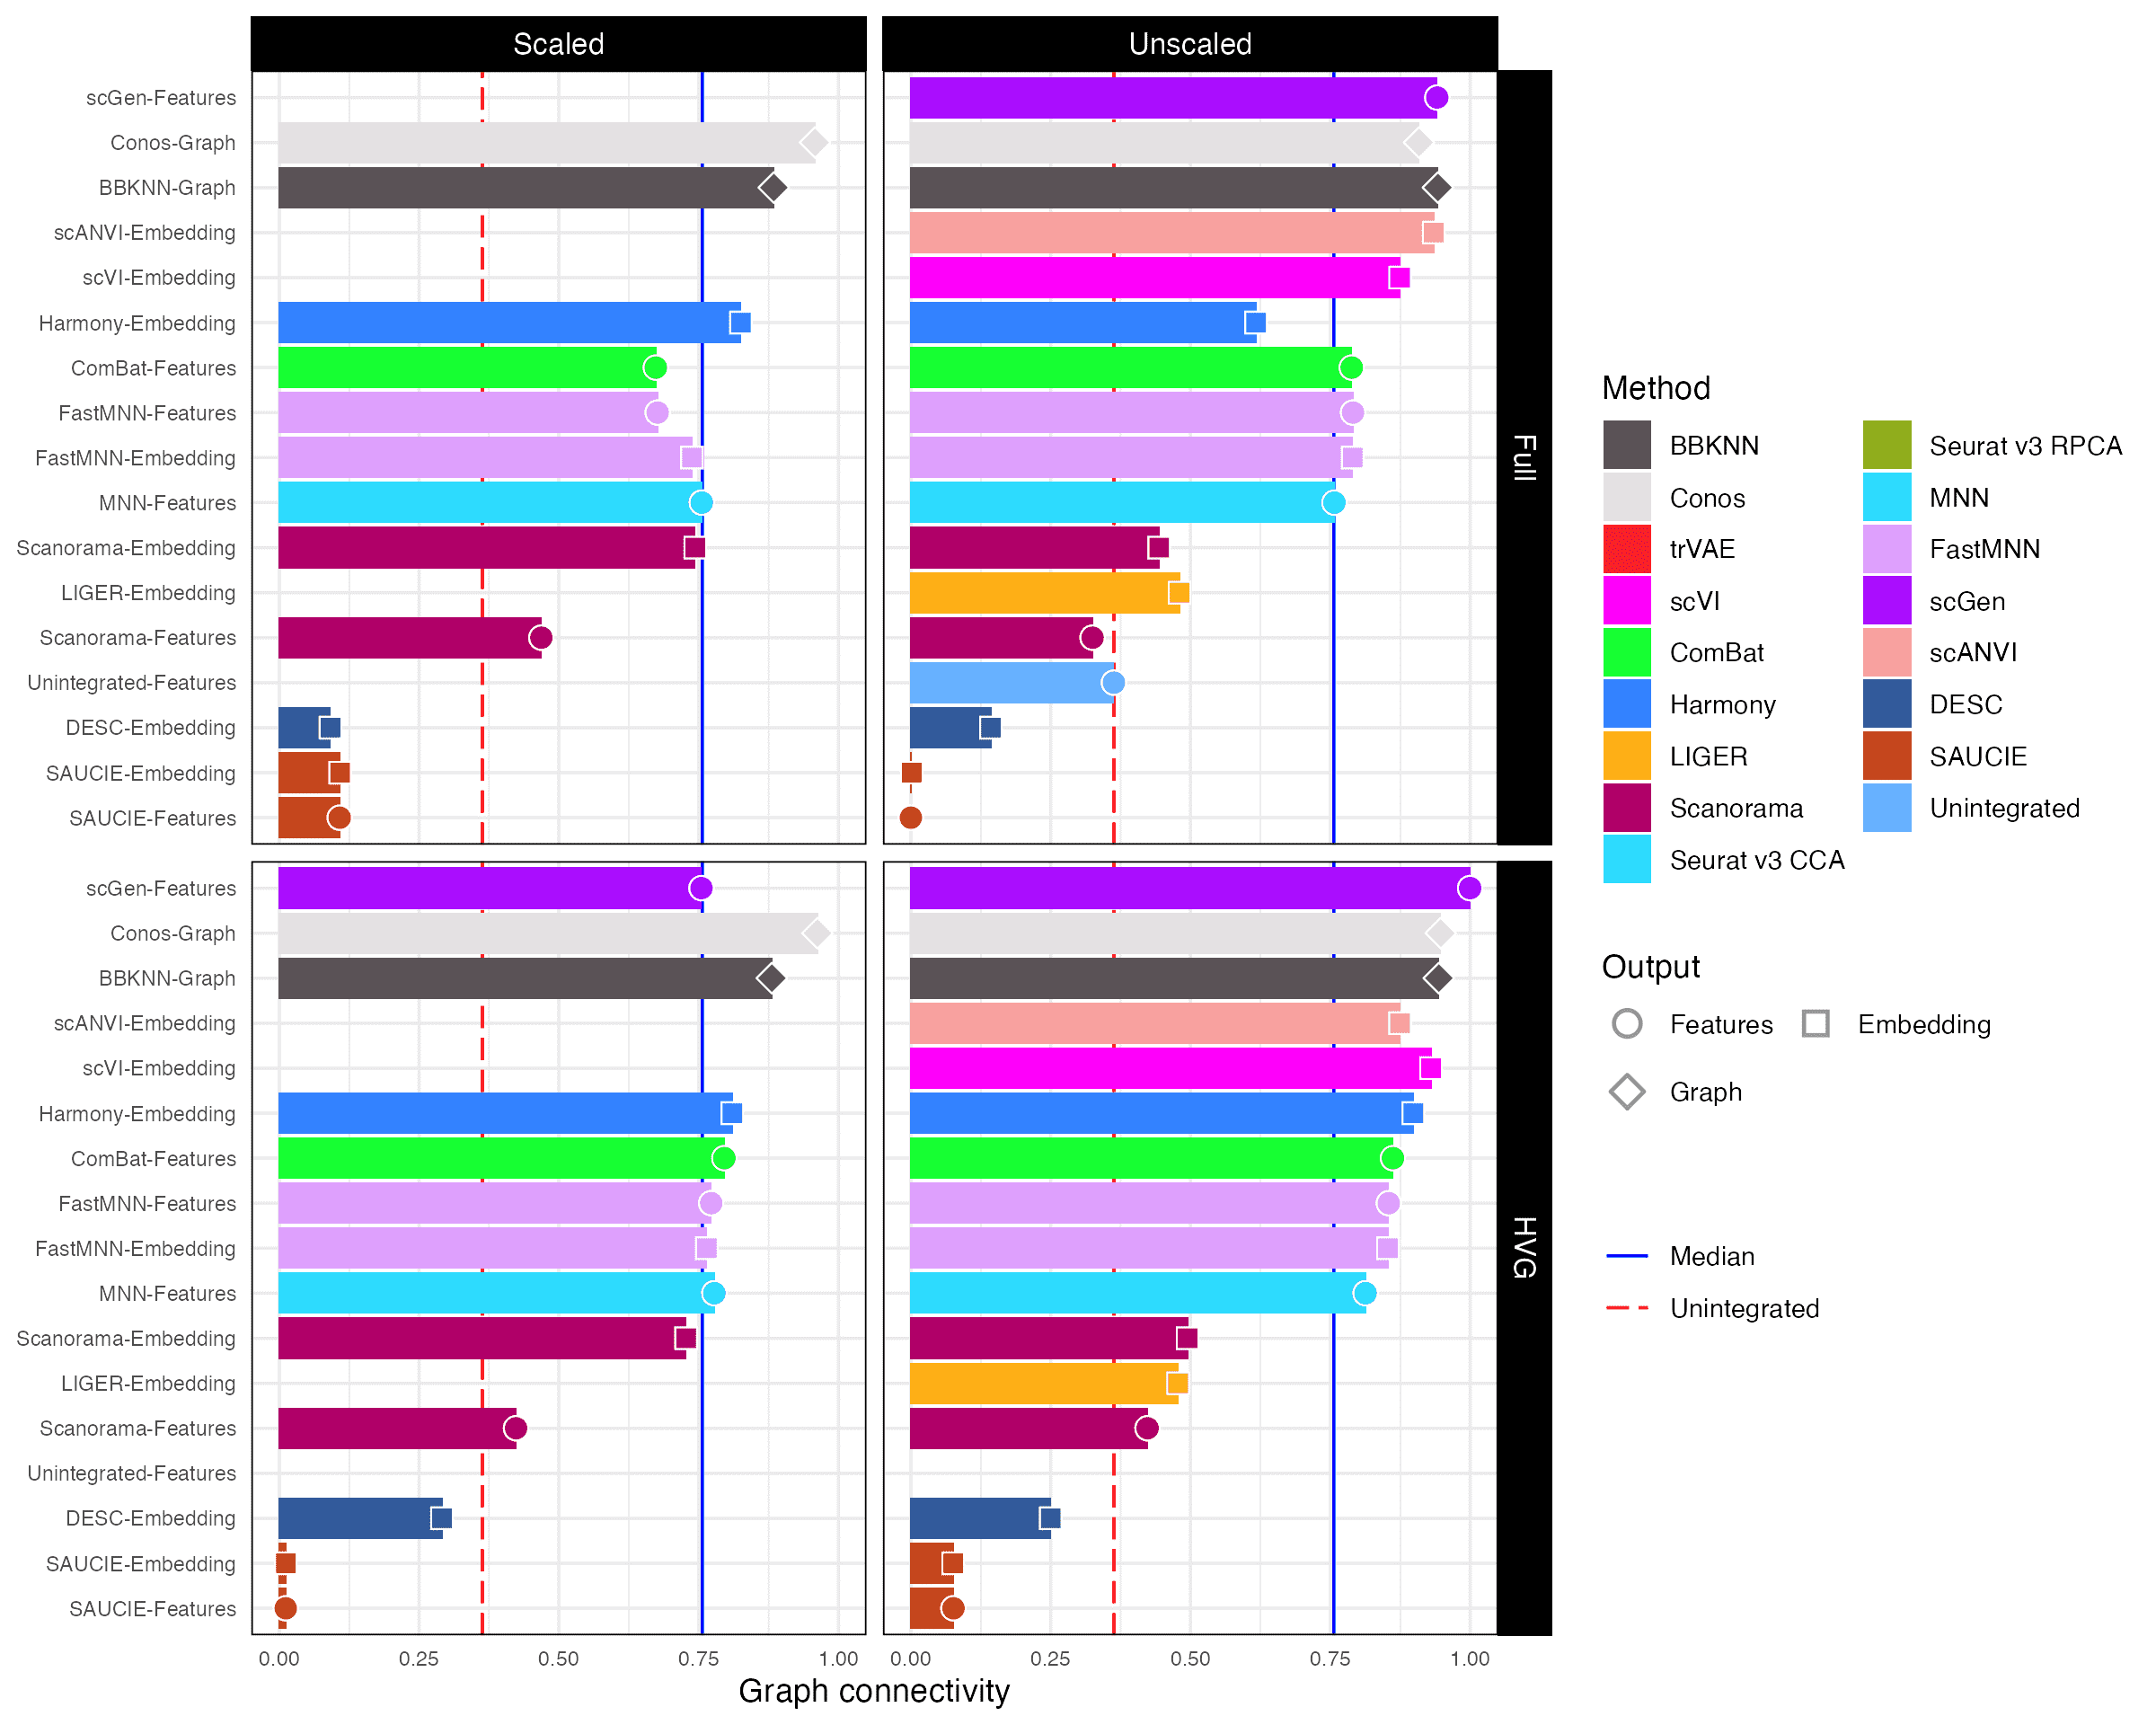 Scaled
Unscaled
scGen-Features
Conos-Graph
BBKNN-Graph
scANVI-Embedding
scVI-Embedding
Harmony-Embedding
ComBat-Features
FastMNN-Features
FastMNN-Embedding
MNN-Features
Scanorama-Embedding
LIGER-Embedding
Scanorama-Features
Unintegrated-Features
DESC-Embedding
SAUCIE-Embedding
SAUCIE-Features
Full
scGen-Features
Conos-Graph
BBKNN-Graph
scANVI-Embedding
scVI-Embedding
Harmony-Embedding
ComBat-Features
FastMNN-Features
FastMNN-Embedding
MNN-Features
Scanorama-Embedding
LIGER-Embedding
Scanorama-Features
Unintegrated-Features
DESC-Embedding
SAUCIE-Embedding
SAUCIE-Features
HVG
0.00 0.25 0.50 0.75 1.00
0.00 0.25 0.50 0.75 1.00
Graph connectivity
Method
BBKNN
Conos
trVAE
scVI
ComBat
Harmony
LIGER
Scanorama
Seurat v3 CCA
Seurat v3 RPCA
MNN
FastMNN
scGen
scANVI
DESC
SAUCIE
Unintegrated
Output
Features
Embedding
Graph
Median
Unintegrated